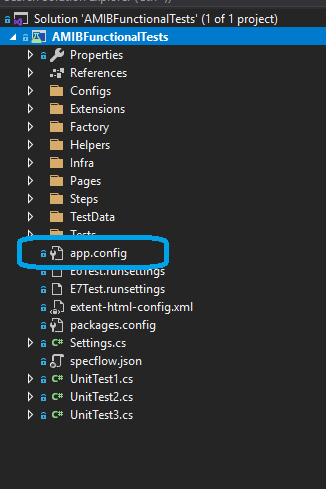 Solution 'AMIBFunctionalTests' (1 of 1 project)
AMIBFunctionalTests
Properties
References
Configs
Extensions
Factory
Helpers
Infra
Pages
Steps
TestData
Tests
app.config
E6Test.runsettings
E7Test.runsettings
extent-html-config.xml
packages.config
C# Settings.cs
specflow.json
C# UnitTest1.cs
C# UnitTest2.cs
C# UnitTest3.cs